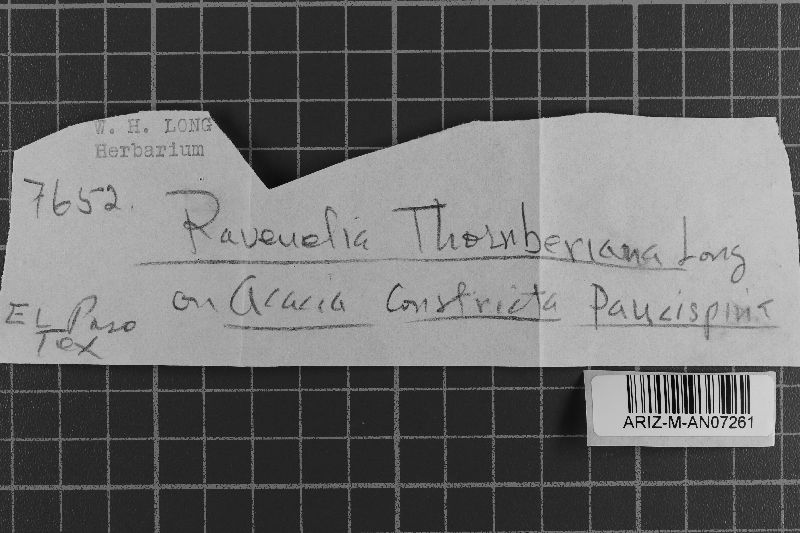 W. H. LONG
Herbarium
7652.
Ravenelia Thornberiana Long
on Acacia Constricta Paucispina
El Paso
Tex
ARIZ-M-AN07261